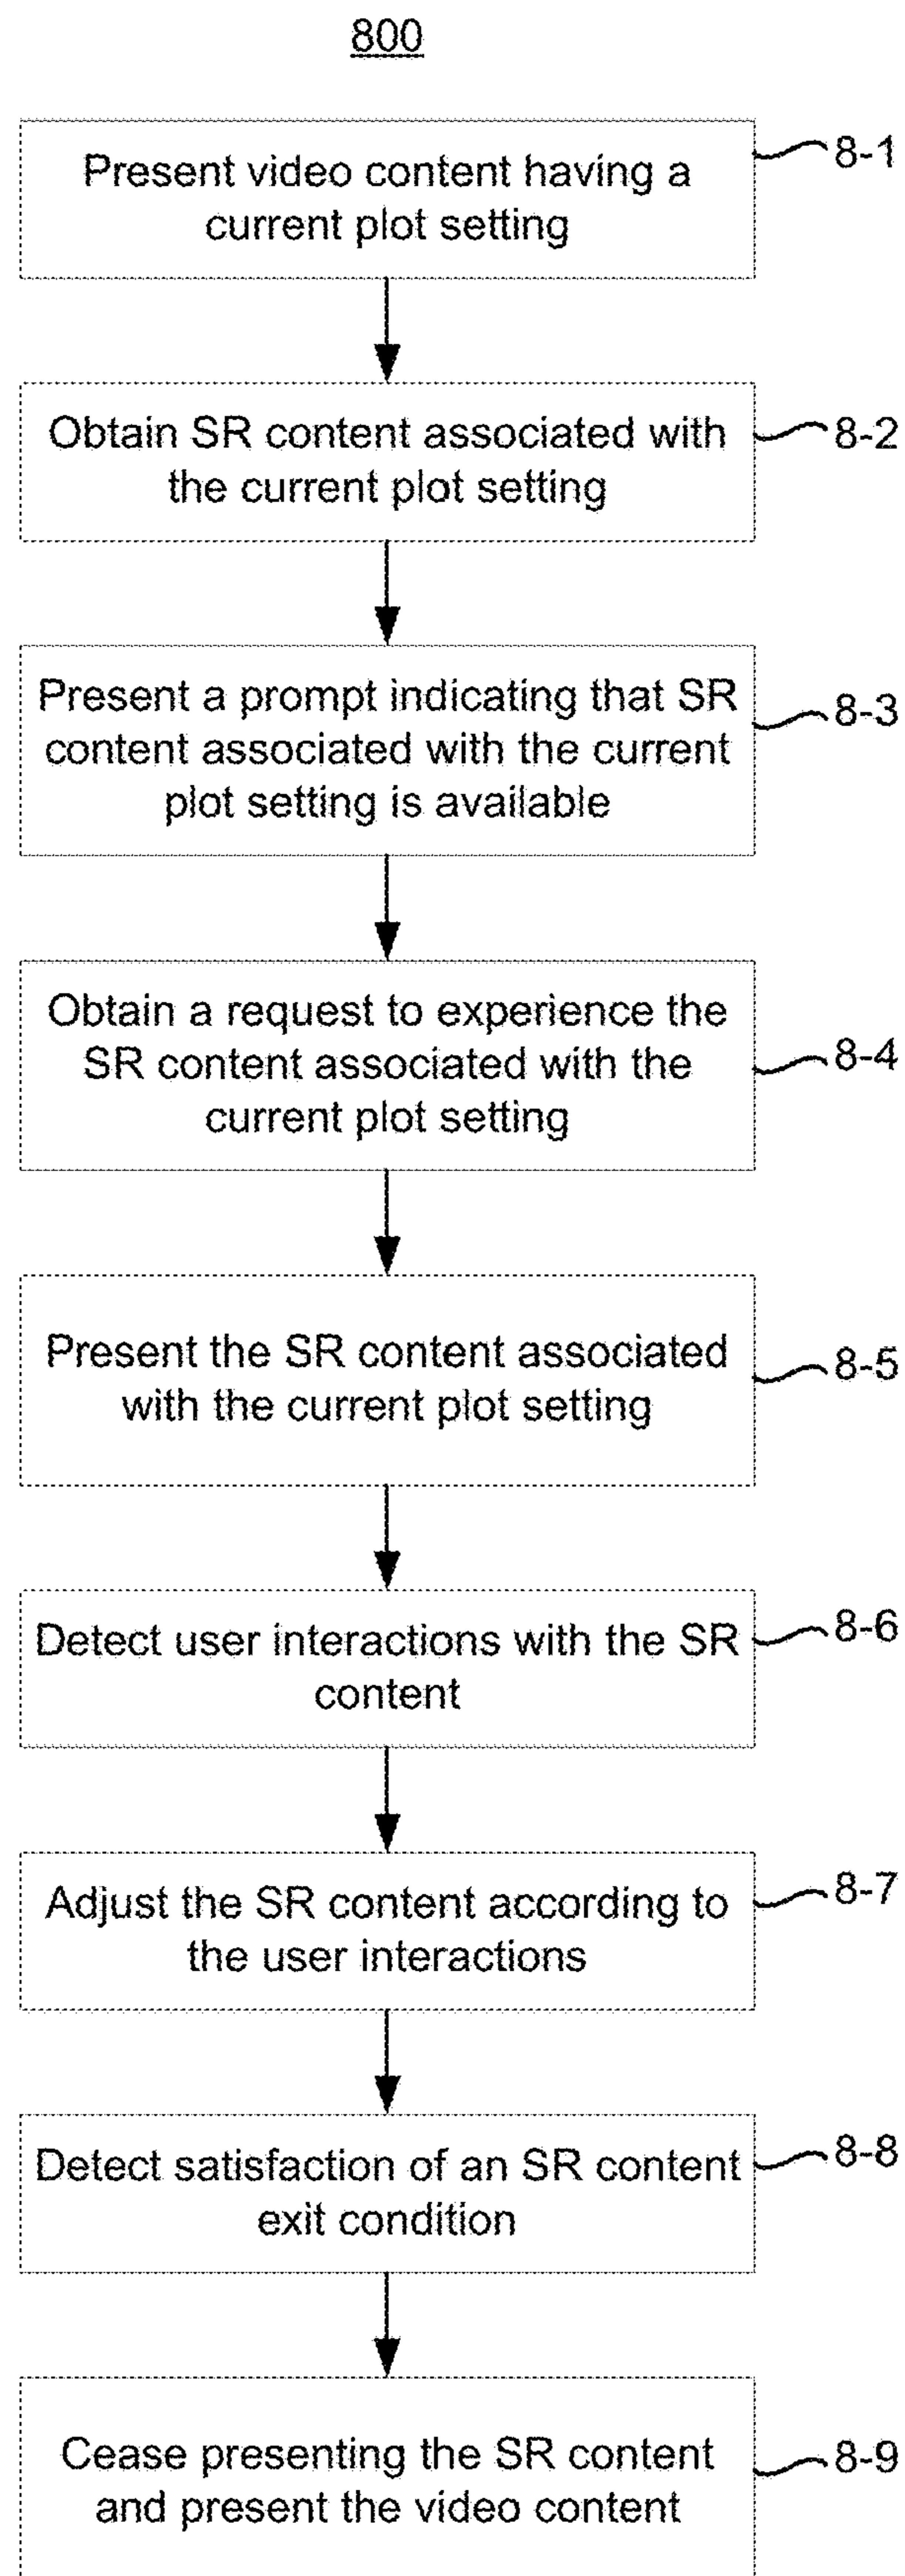 800
Present video content having a
current plot setting
8-1
Obtain SR content associated with
the current plot setting
8-2
Present a prompt indicating that SR
content associated with the current
plot setting is available
8-3
Obtain a request to experience the
SR content associated with the
current plot setting
8-4
Present the SR content associated
with the current plot setting
8-5
Detect user interactions with the SR
content
8-6
Adjust the SR content according to
the user interactions
8-7
Detect satisfaction of an SR content
exit condition
8-8
Cease presenting the SR content
and present the video content
8-9